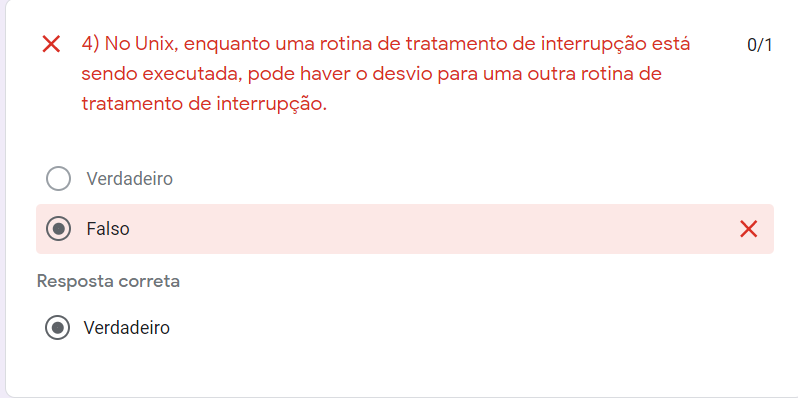 4) No Unix, enquanto uma rotina de tratamento de interrupção está 0/1
sendo executada, pode haver o desvio para uma outra rotina de
tratamento de interrupção.
Verdadeiro
Falso
Resposta correta
Verdadeiro